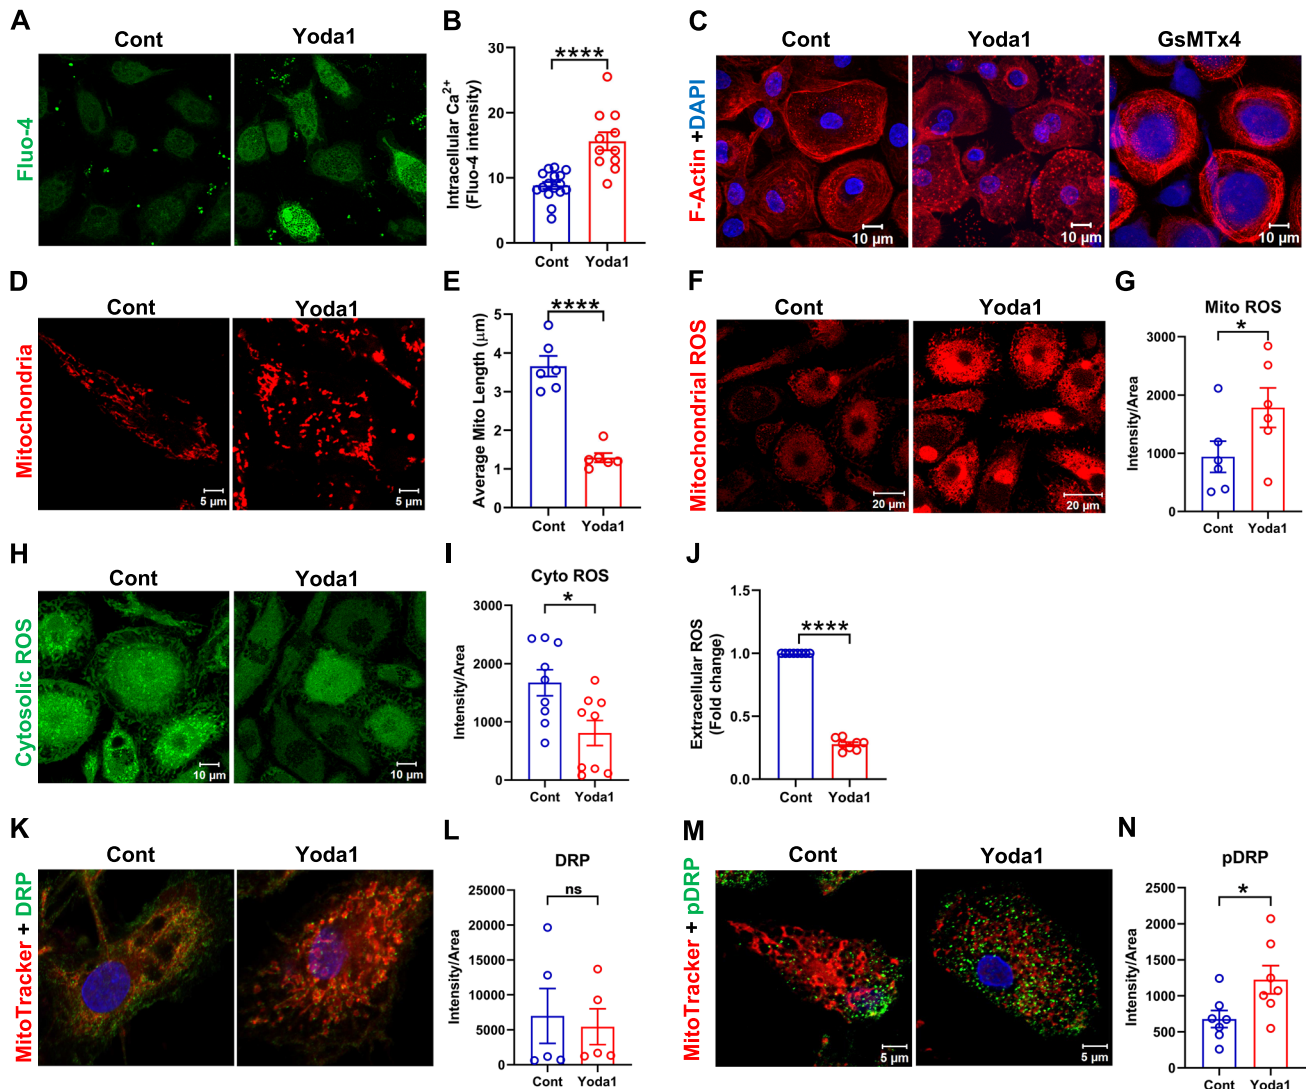 A
Cont
Yoda1
Fluo-4
B
Intracellular Ca²⁺
(Fluo-4 intensity)
30
20
10
0
****
Cont
Yoda1
C
Cont
Yoda1
GsMTx4
F-Actin +DAPI
10 µm
10 µm
10 µm
D
Cont
Yoda1
Mitochondria
5 µm
5 µm
E
Average Mito Length (µm)
5
4
3
2
1
0
****
Cont
Yoda1
F
Cont
Yoda1
Mitochondrial ROS
20 µm
20 µm
G
Mito ROS
Intensity/Area
3000
2000
1000
0
*
Cont
Yoda1
H
Cont
Yoda1
Cytosolic ROS
10 µm
10 µm
I
Cyto ROS
Intensity/Area
3000
2000
1000
0
*
Cont
Yoda1
J
Extracellular ROS
(Fold change)
1.5
1.0
0.5
0.0
****
Cont
Yoda1
K
Cont
Yoda1
MitoTracker + DRP
L
DRP
Intensity/Area
25000
20000
15000
10000
5000
0
ns
Cont
Yoda1
M
Cont
Yoda1
MitoTracker + pDRP
5 µm
5 µm
N
pDRP
Intensity/Area
2500
2000
1500
1000
500
0
*
Cont
Yoda1